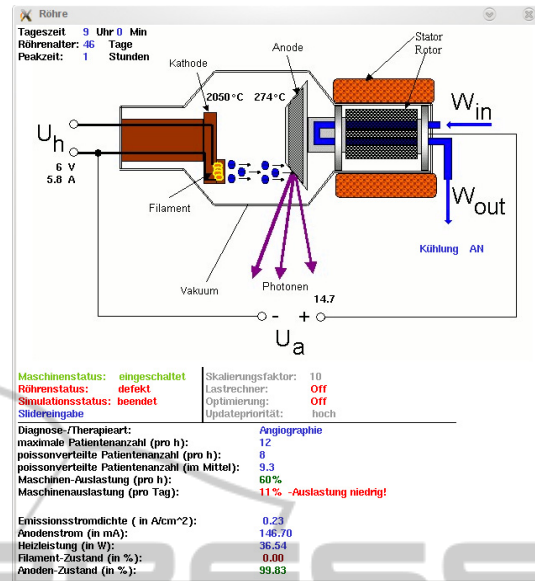 Röhre
Tageszeit 9 Uhr 0 Min
Röhrenalter: 46 Tage
Peakzeit: 1 Stunden
Kathode
Anode
Stator
Rotor
2050°C 274°C
W in
U h
6 V
5.8 A
Filament
W out
Kühlung AN
Vakuum
Photonen
14.7
- +
U a
Maschinenstatus: eingeschaltet
Röhrenstatus: defekt
Simulationsstatus: beendet
Slidereingabe
Skalierungsfaktor: 10
Lastrechner: Off
Optimierung: Off
Updatepriorität: hoch
Diagnose-/Therapieart: Angiographie
maximale Patientenanzahl (pro h): 12
poissonverteilte Patientenanzahl (pro h): 8
poissonverteilte Patientenanzahl (im Mittel): 9.3
Maschinen-Auslastung (pro h): 60%
Maschinenauslastung (pro Tag): 11% -Auslastung niedrig!
Emissionsstromdichte ( in A/cm^2): 0.23
Anodenstrom (in mA): 146.70
Heizleistung (in W): 36.54
Filament-Zustand (in %): 0.00
Anoden-Zustand (in %): 99.83